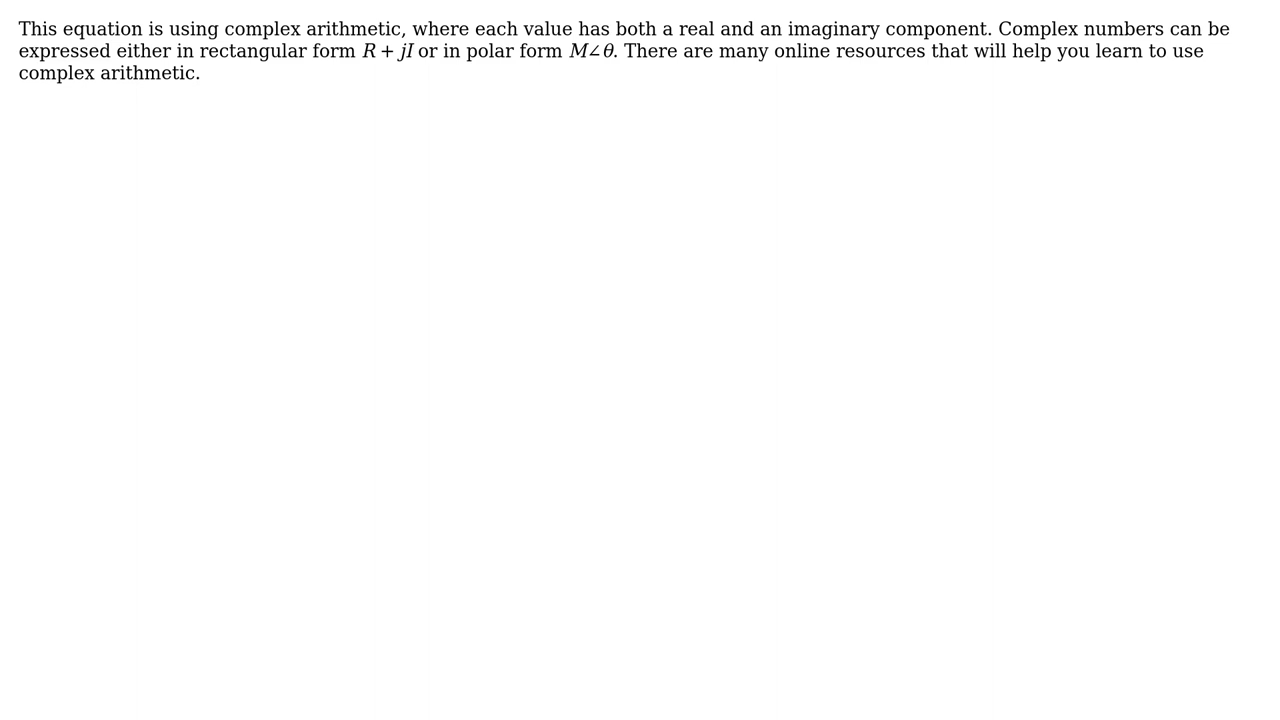 This equation is using complex arithmetic, where each value has both a real and an imaginary component. Complex numbers can be
expressed either in rectangular form R + jI or in polar form M∠θ. There are many online resources that will help you learn to use
complex arithmetic.